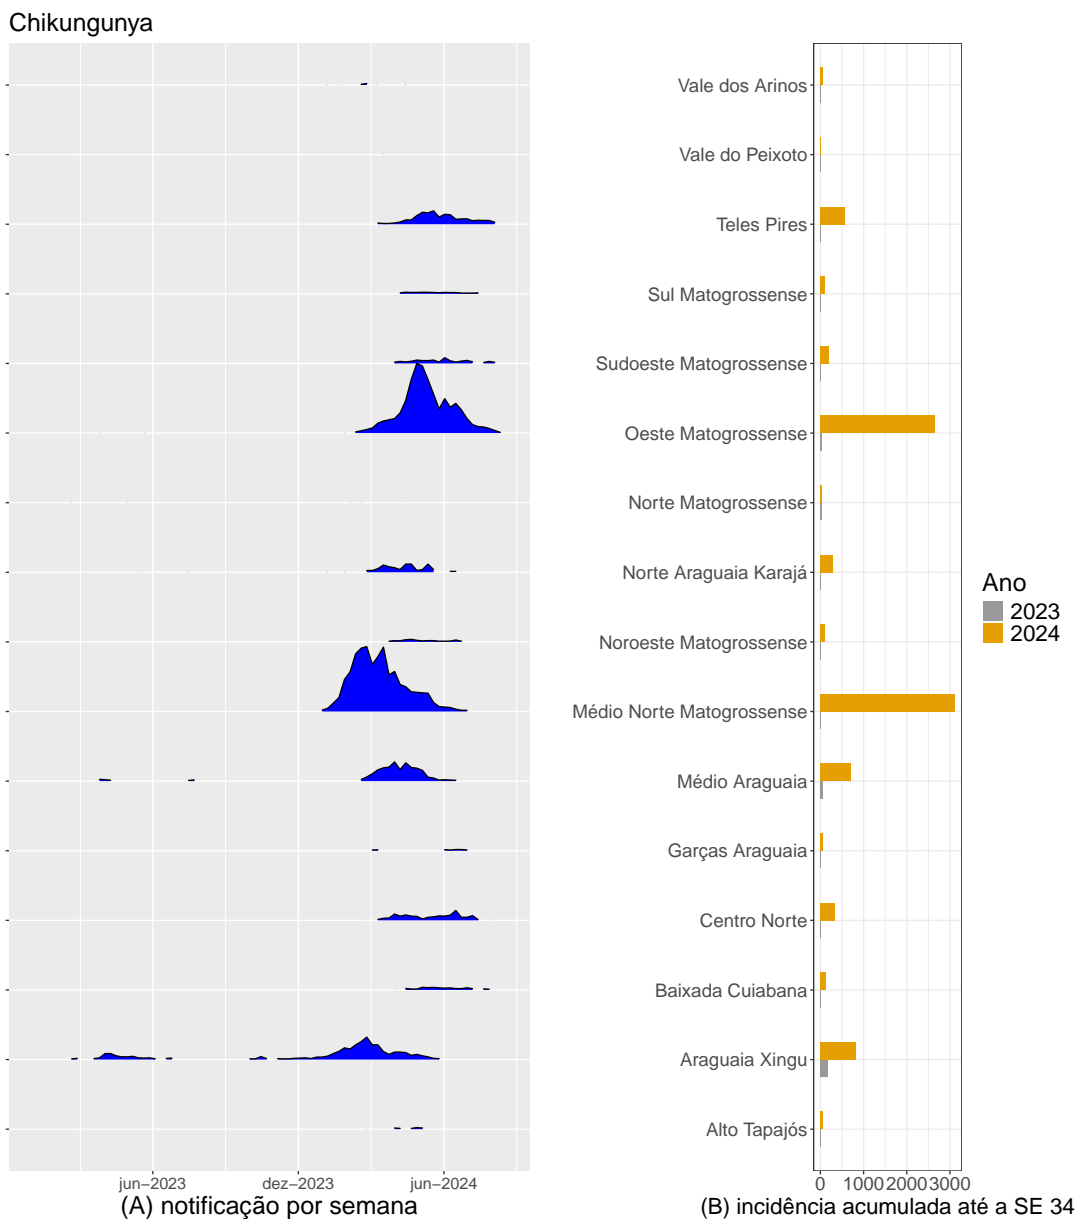 Chikungunya
Vale dos Arinos
Vale do Peixoto
Teles Pires
Sul Matogrossense
Sudoeste Matogrossense
Oeste Matogrossense
Norte Matogrossense
Norte Araguaia Karajá
Noroeste Matogrossense
Médio Norte Matogrossense
Médio Araguaia
Garças Araguaia
Centro Norte
Baixada Cuiabana
Araguaia Xingu
Alto Tapajós
Ano
2023
2024
jun−2023 dez−2023 jun−2024
0 1000 2000 3000
(A) notificação por semana
(B) incidência acumulada até a SE 34